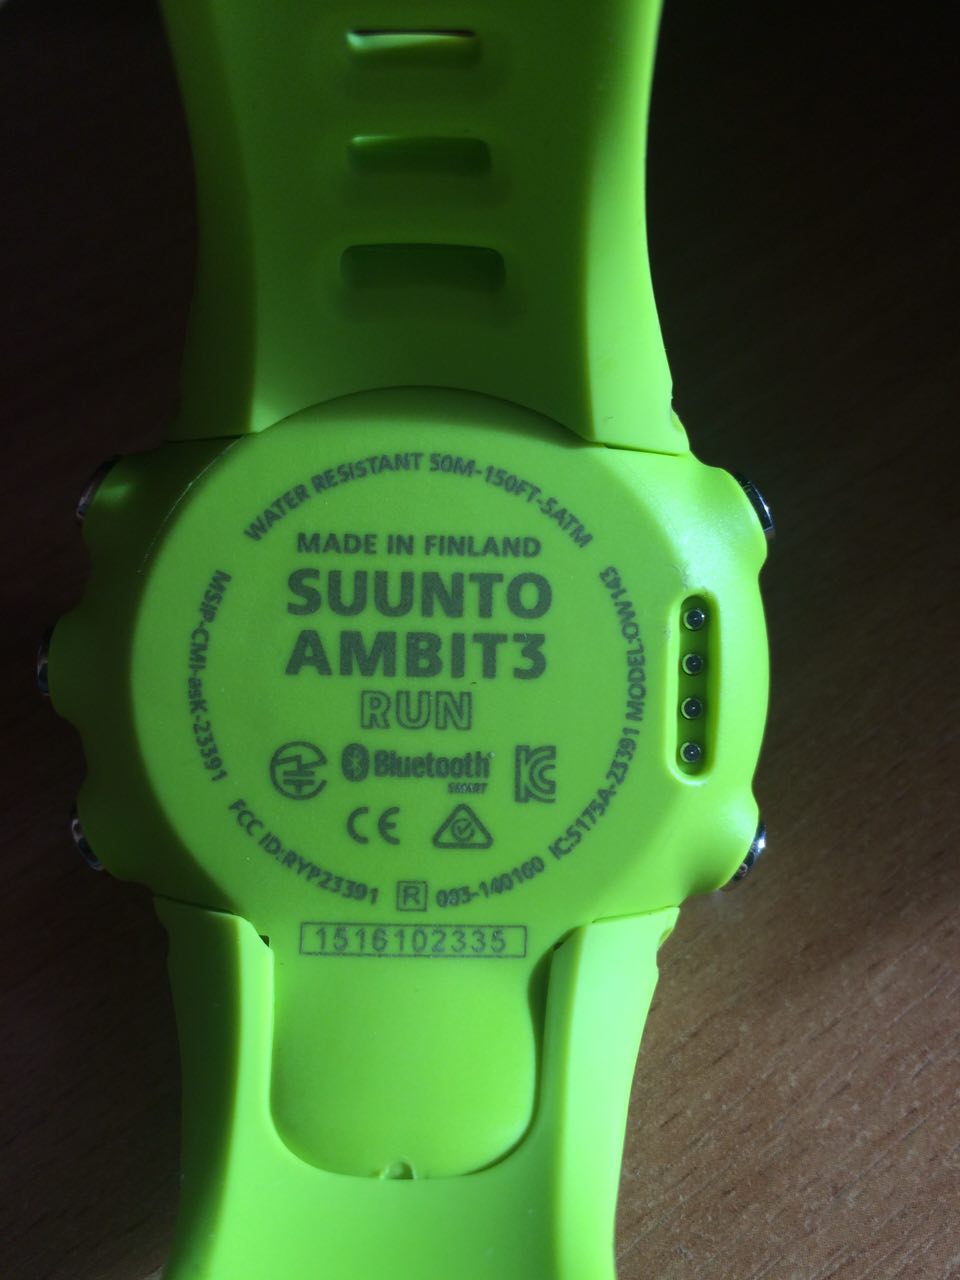 WATER RESISTANT 50M-150FT-5ATM
MADE IN FINLAND
SUUNTO
AMBIT3
RUN
Bluetooth
SMART
CE
R 003-140160
IC:5175A-23391 MODEL:OW143
MSIP-CMI-asK-23391
FCC ID:RYP23391
1516102335